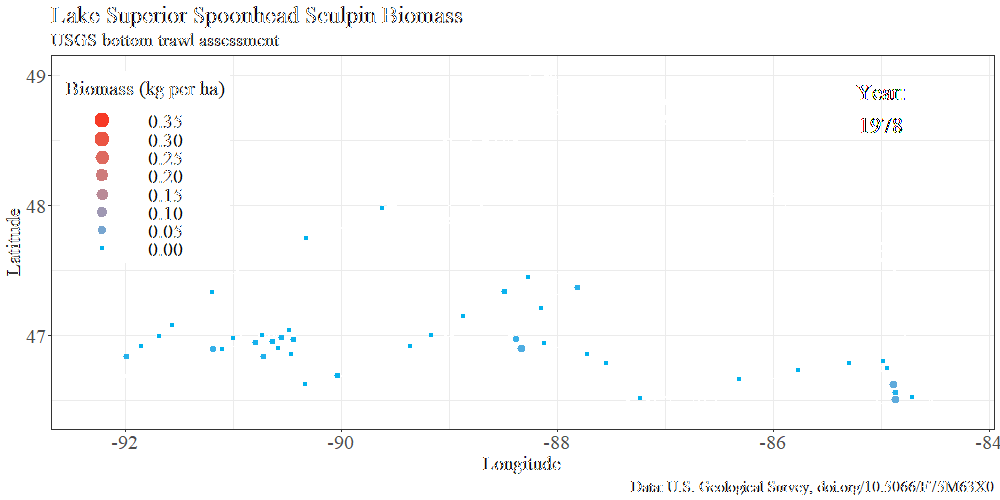 Lake Superior Spoonhead Sculpin Biomass
USGS bottom trawl assessment
49
48
47
Latitude
Biomass (kg per ha)
0.35
0.30
0.25
0.20
0.15
0.10
0.05
0.00
Year:
1978
-92
-90
-88
-86
-84
Longitude
Data: U.S. Geological Survey, doi.org/10.5066/F75M63X0